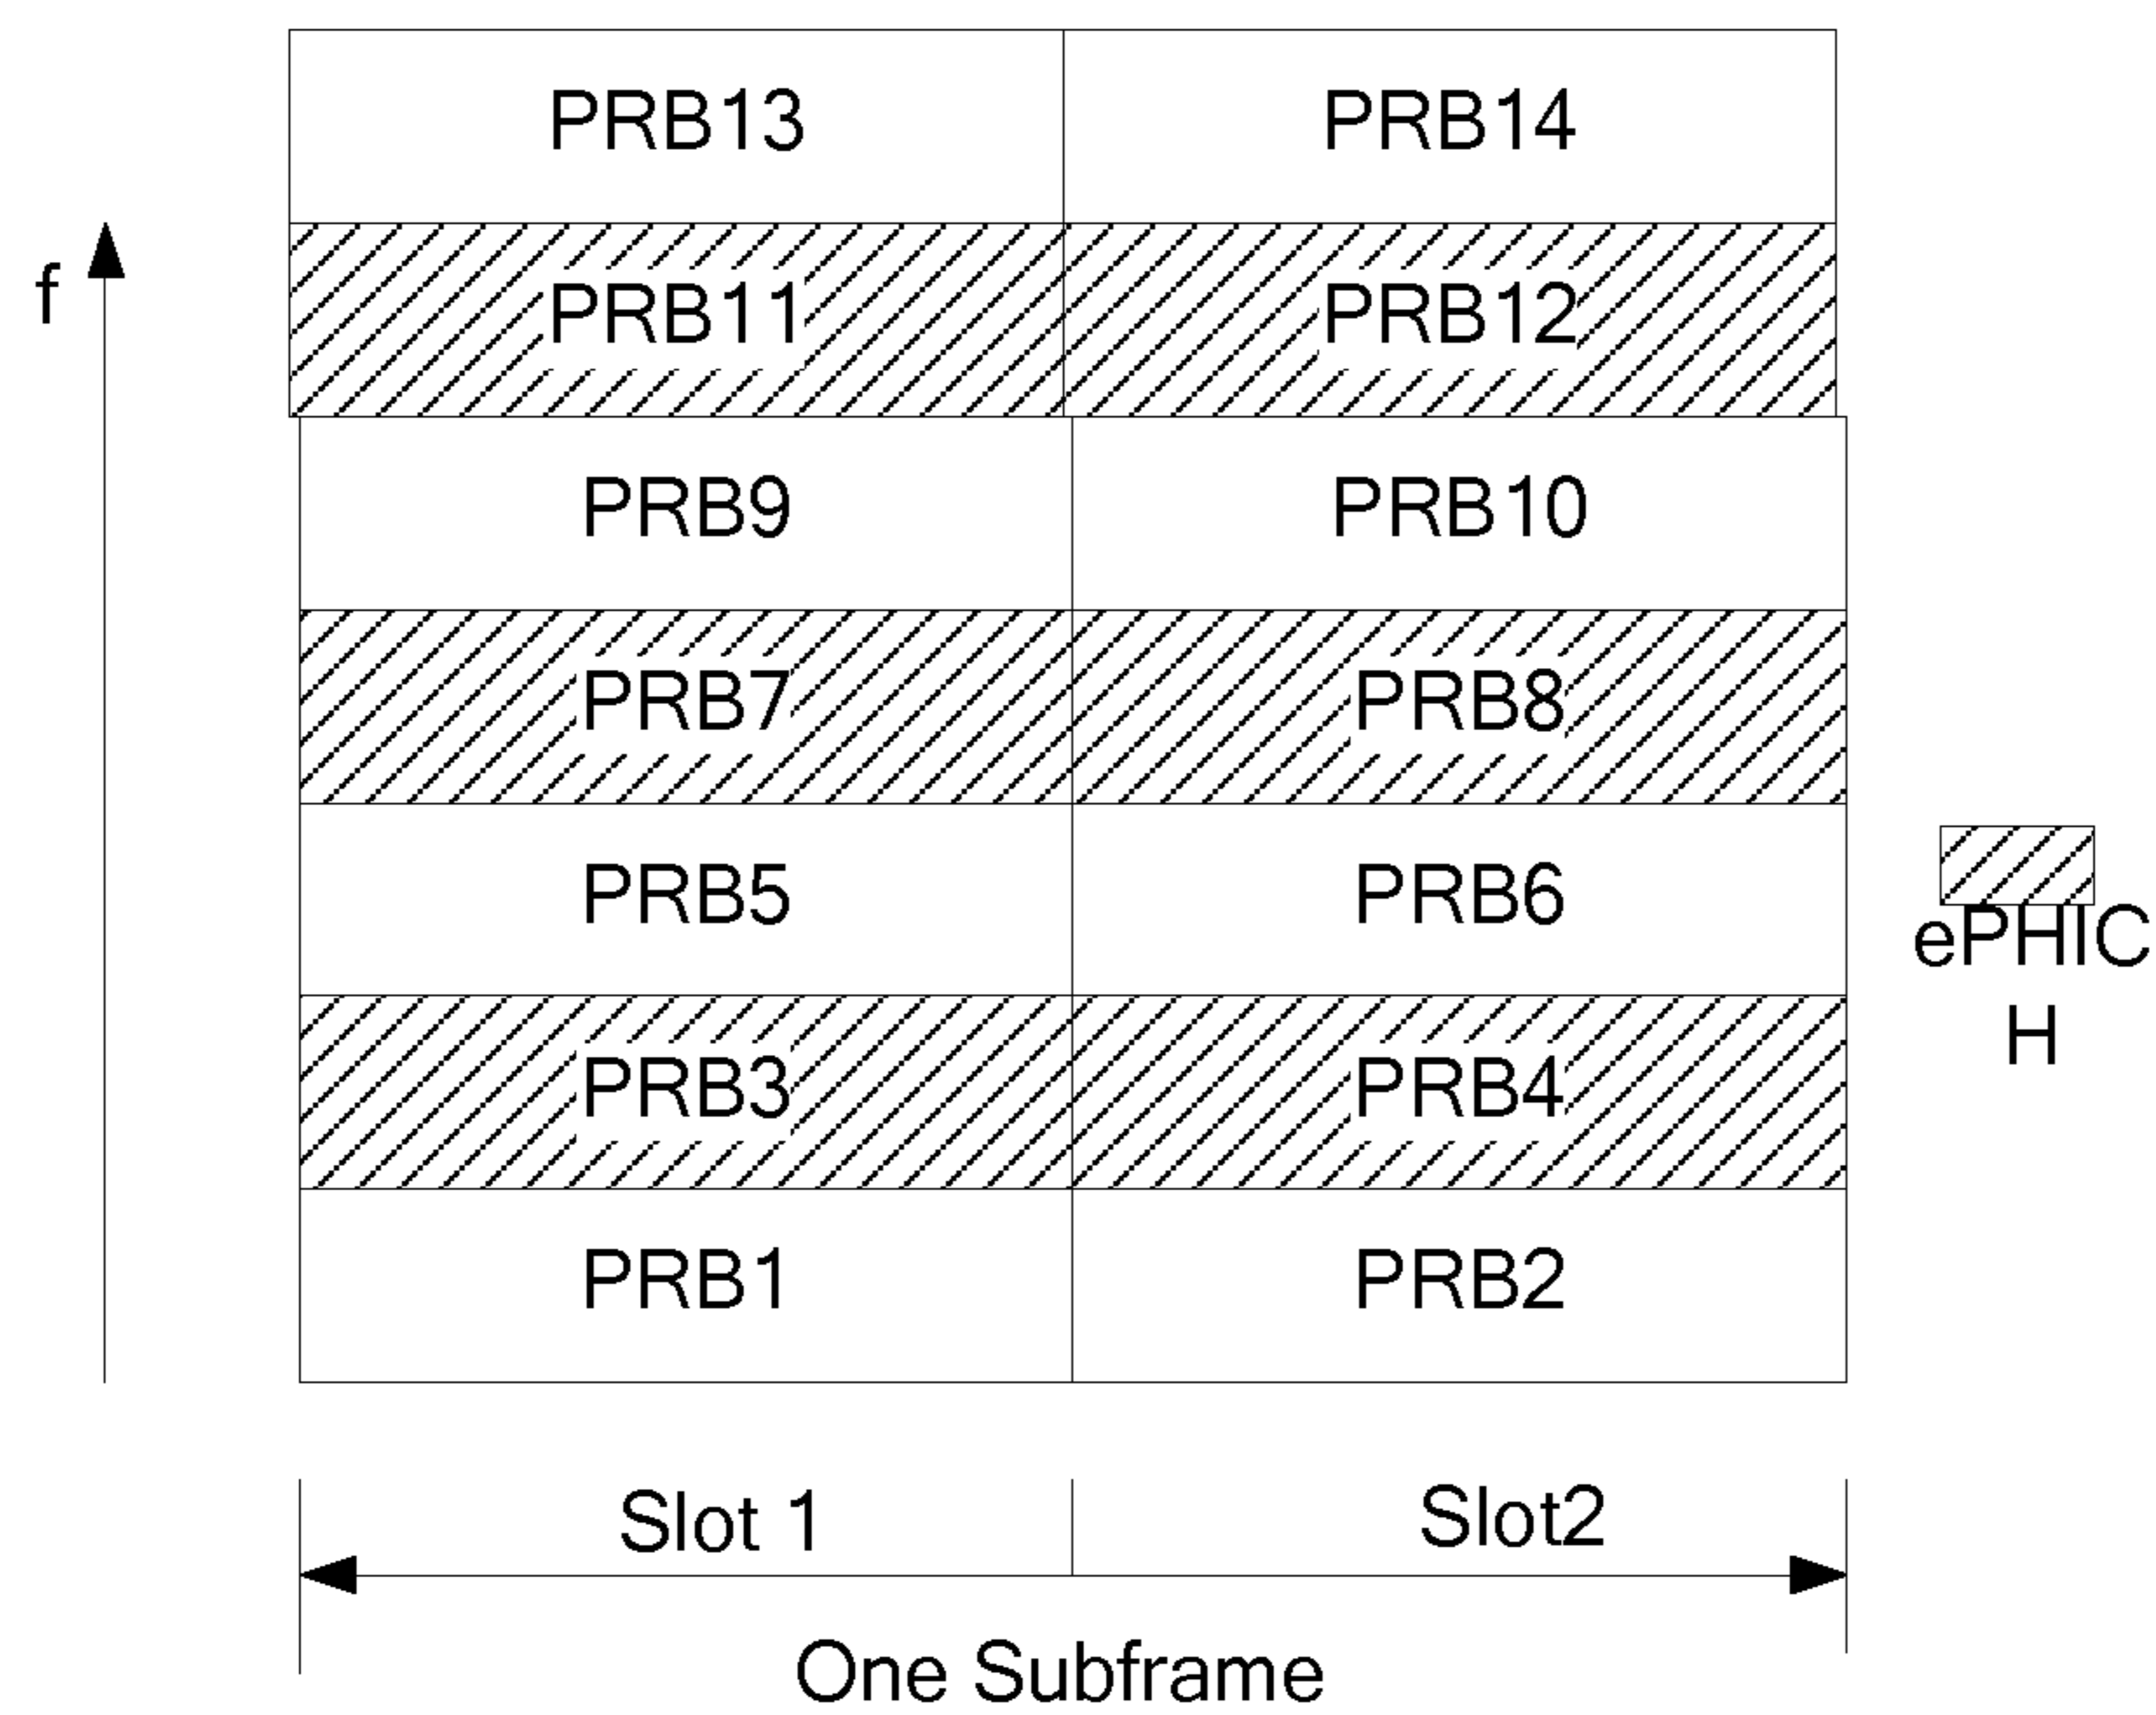 PRB13 PRB14
f
PRB11 PRB12
PRB9 PRB10
PRB7 PRB8
PRB5 PRB6
ePHIC
H
PRB3 PRB4
PRB1 PRB2
Slot 1 Slot2
One Subframe